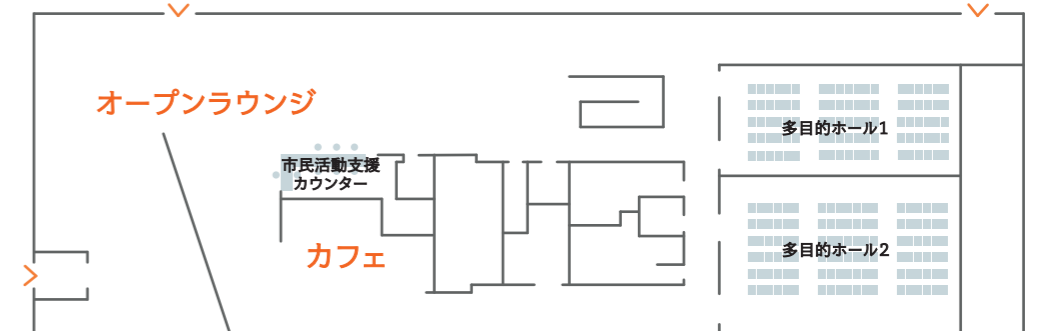 オープンラウンジ
多目的ホール1
市民活動支援
カウンター
カフェ
多目的ホール2